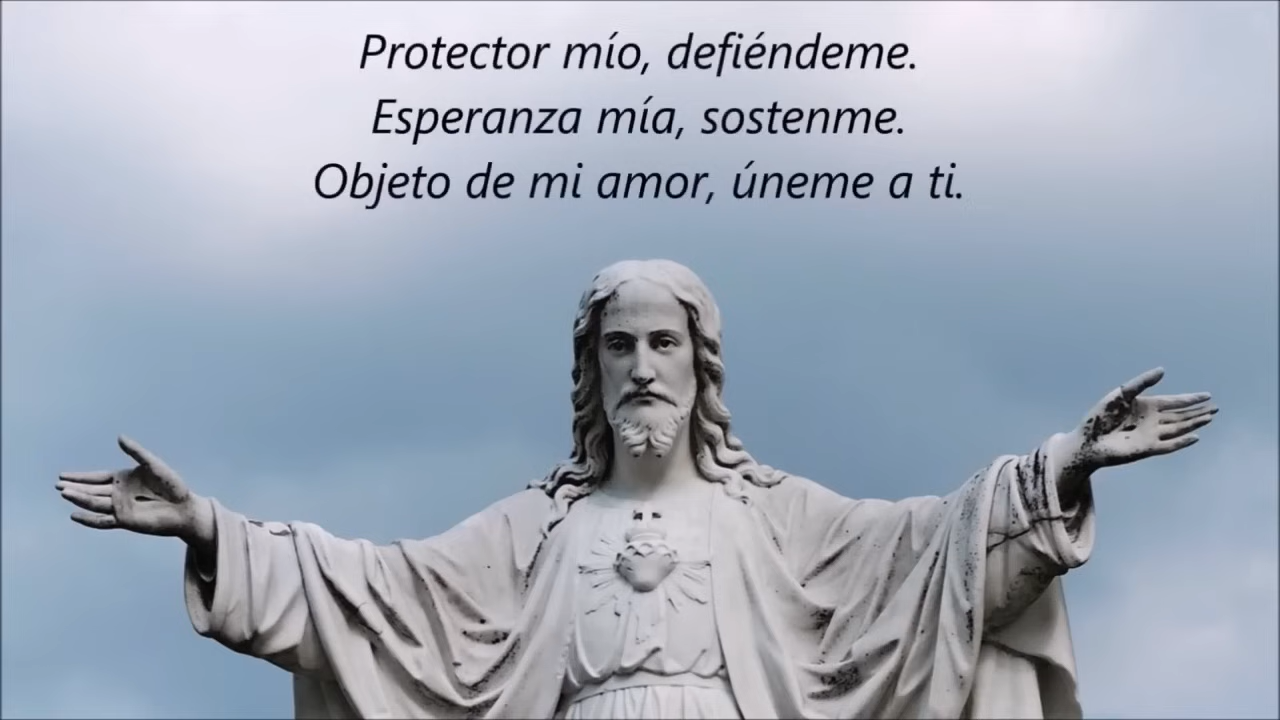 Protector mío, defiéndeme.
Esperanza mía, sostenme.
Objeto de mi amor, úneme a ti.